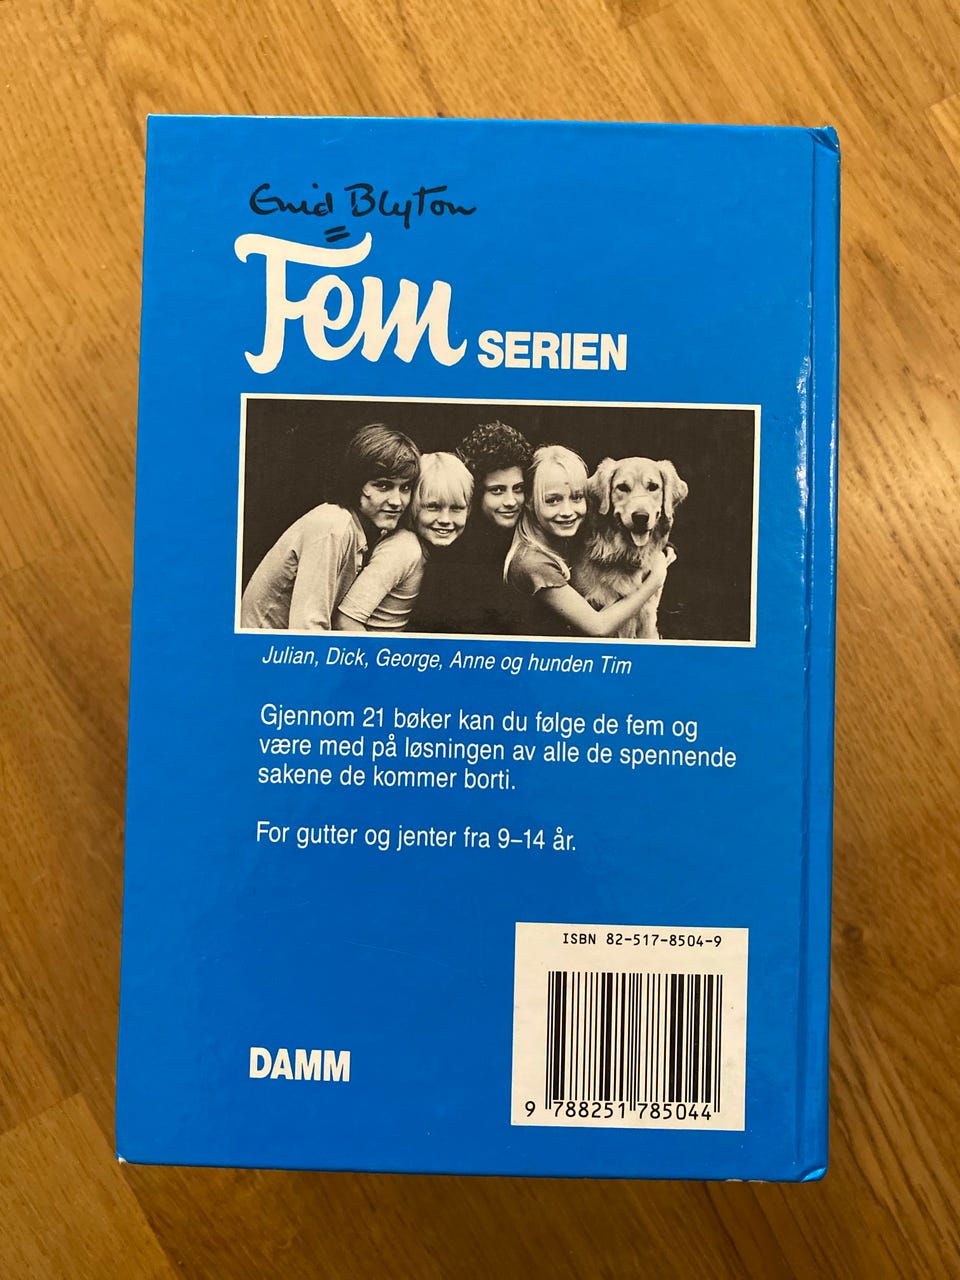 Enid Blyton
Fem SERIEN
Julian, Dick, George, Anne og hunden Tim
Gjennom 21 bøker kan du følge de fem og
være med på løsningen av alle de spennende
sakene de kommer borti.
For gutter og jenter fra 9–14 år.
ISBN 82-517-8504-9
DAMM
9 788251 785044